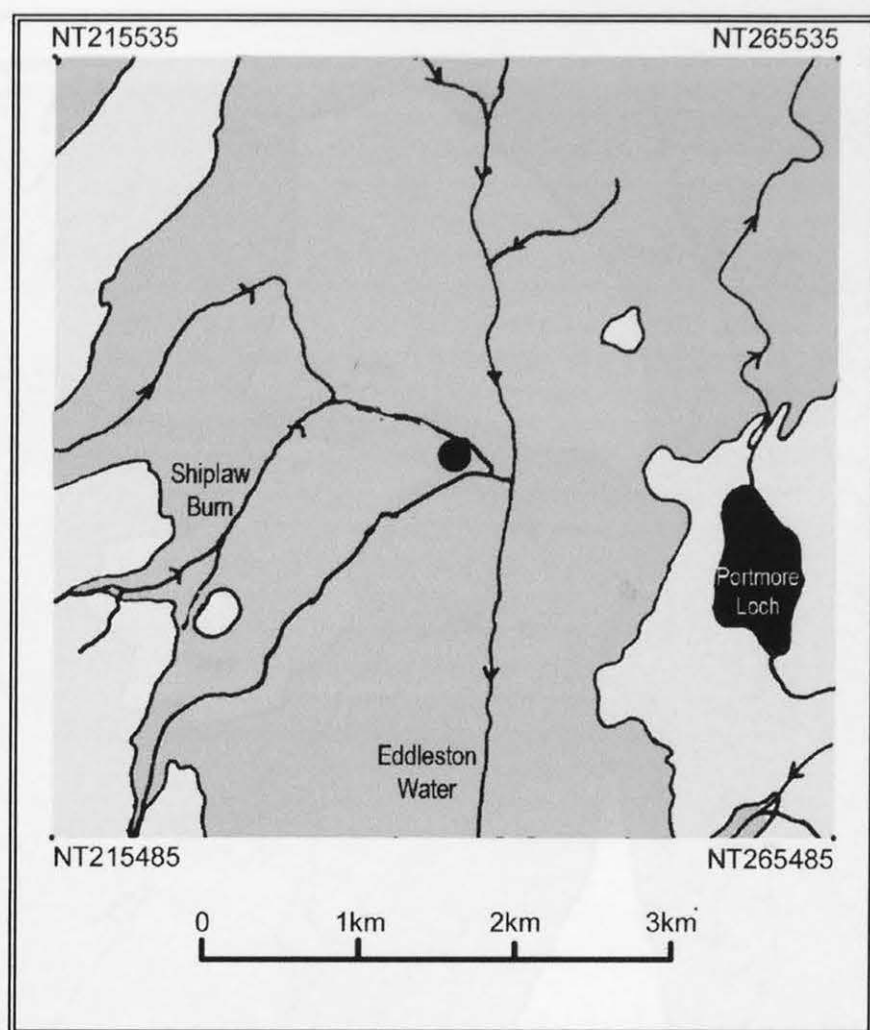 NT215535
NT265535
Shiplaw
Burn
Portmore
Loch
Eddleston
Water
NT215485
NT265485
0
1km
2km
3km